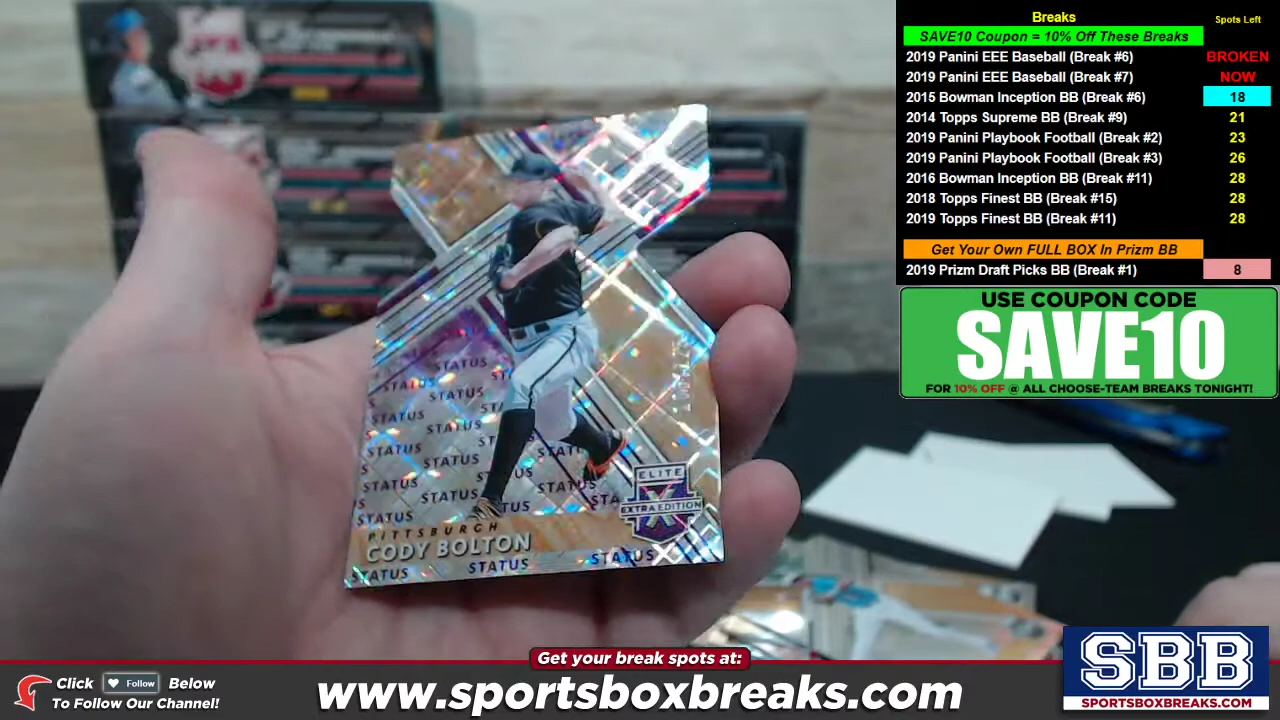 Breaks
Spots Left
SAVE10 Coupon = 10% Off These Breaks
2019 Panini EEE Baseball (Break #6) BROKEN
2019 Panini EEE Baseball (Break #7) NOW
2015 Bowman Inception BB (Break #6) 18
2014 Topps Supreme BB (Break #9) 21
2019 Panini Playbook Football (Break #2) 23
2019 Panini Playbook Football (Break #3) 26
2016 Bowman Inception BB (Break #11) 28
2018 Topps Finest BB (Break #15) 28
2019 Topps Finest BB (Break #11) 28
Get Your Own FULL BOX In Prizm BB
2019 Prizm Draft Picks BB (Break #1) 8
USE COUPON CODE
SAVE10
FOR 10% OFF @ ALL CHOOSE-TEAM BREAKS TONIGHT!
STATUS
STATUS
STATUS
STATUS
STATUS
STATUS
STATUS
STATUS
STATUS
STATUS
STATUS
ELITE
X
EXTRA EDITION
PITTSBURGH
CODY BOLTON
STATUS STATUS STATUS
Get your break spots at:
Click Follow Below
To Follow Our Channel!
www.sportsboxbreaks.com
SBB
SPORTSBOXBREAKS.COM